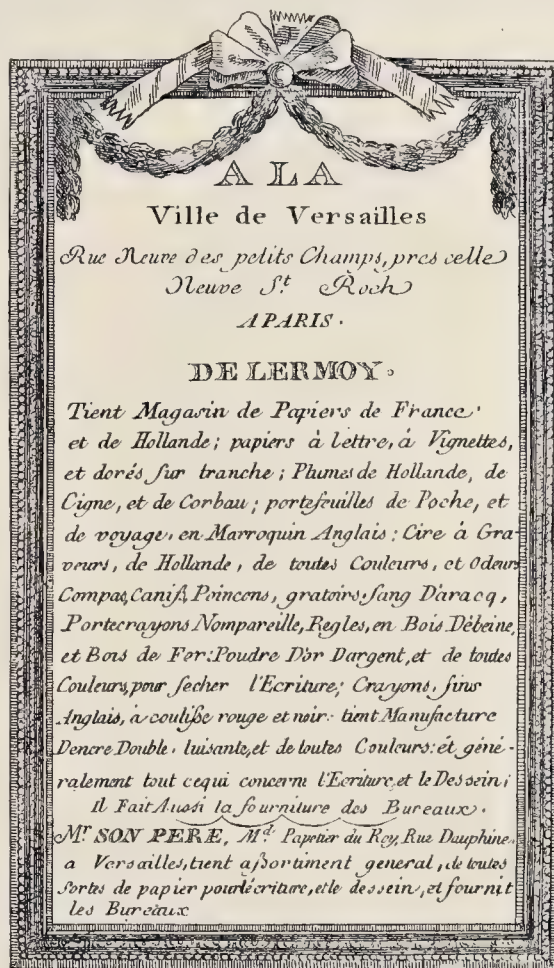 A LA
Ville de Versailles
Rue Neuve des petits Champs, pres celle
Neuve St. Roch
A PARIS.
DE LERMOY.
Tient Magasin de Papiers de France
et de Hollande; papiers à lettre, à Vignettes,
et dorés sur tranche; Plumes de Hollande, de
Cigne, et de Corbau; portefeuilles de Poche, et
de voyage, en Marroquin Anglais; Cire à Gra-
veurs, de Hollande, de toutes Couleurs, et Odeurs
Compas, Canifs, Poincons, gratoirs, sang D'aracq,
Portecrayons Nompareille, Regles, en Bois Débeine,
et Bois de Fer: Poudre D'or Dargent, et de toutes
Couleurs, pour secher l'Ecriture; Crayons, fins
Anglais, à coulisse rouge et noir: tient Manufacture
Dencre Double, luisante, et de toutes Couleurs: ét géné-
ralement tout cequi concerne l'Ecriture, et le Dessein;
Il Fait Aussi la fourniture des Bureaux.
Mr. SON PERE, Md. Papetier du Roy, Rue Dauphine
a Versailles, tient assortiment general, de toutes
sortes de papier pour lécriture, et le dessein, et fournit
les Bureaux